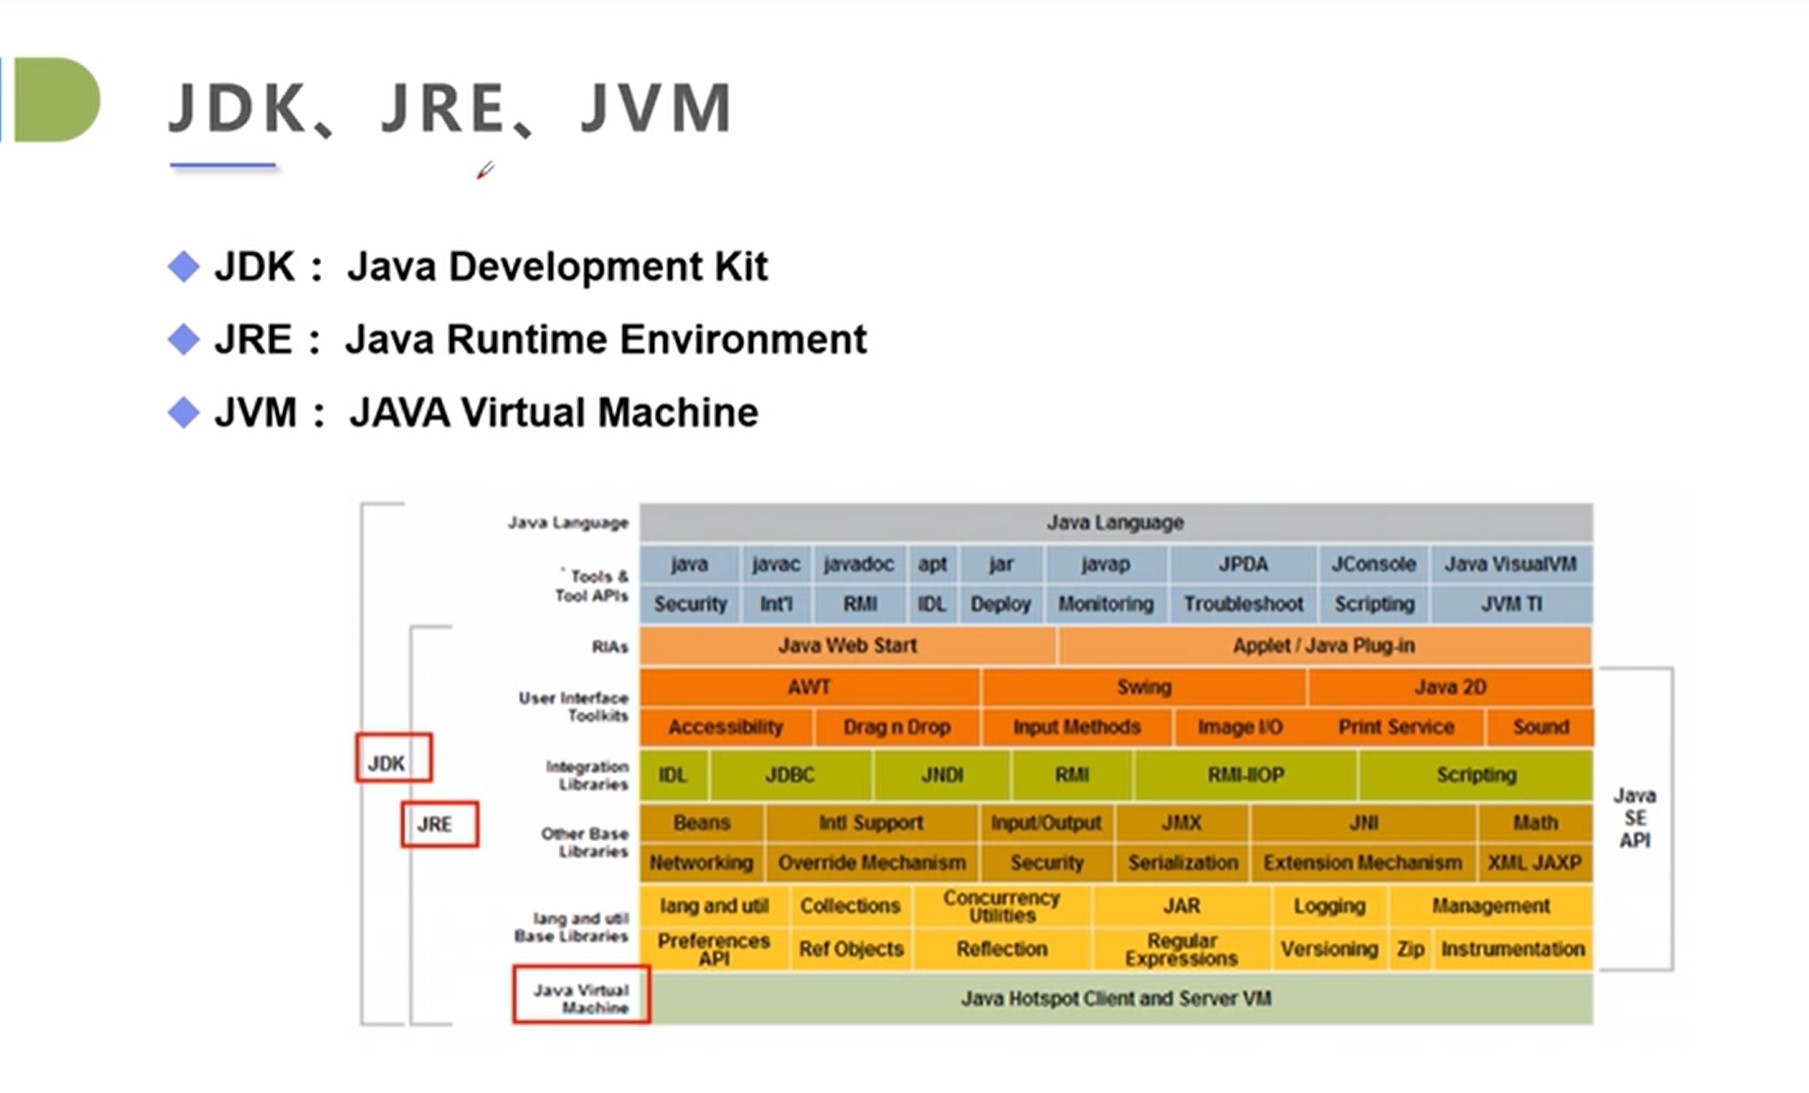 JDK、JRE、JVM
JDK： Java Development Kit
JRE： Java Runtime Environment
JVM： JAVA Virtual Machine
Java Language Java Language
Tools & Tool APIs
java javac javadoc apt jar javap JPDA JConsole Java VisualVM
Security Int'l RMI IDL Deploy Monitoring Troubleshoot Scripting JVM TI
RIAs Java Web Start Applet / Java Plug-in
User Interface Toolkits
AWT Swing Java 2D
Accessibility Drag n Drop Input Methods Image I/O Print Service Sound
JDK
Integration Libraries
IDL JDBC JNDI RMI RMI-IIOP Scripting
JRE
Other Base Libraries
Beans Intl Support Input/Output JMX JNI Math
Networking Override Mechanism Security Serialization Extension Mechanism XML JAXP
Java SE API
lang and util Base Libraries
lang and util Collections Concurrency Utilities JAR Logging Management
Preferences API Ref Objects Reflection Regular Expressions Versioning Zip Instrumentation
Java Virtual Machine
Java Hotspot Client and Server VM